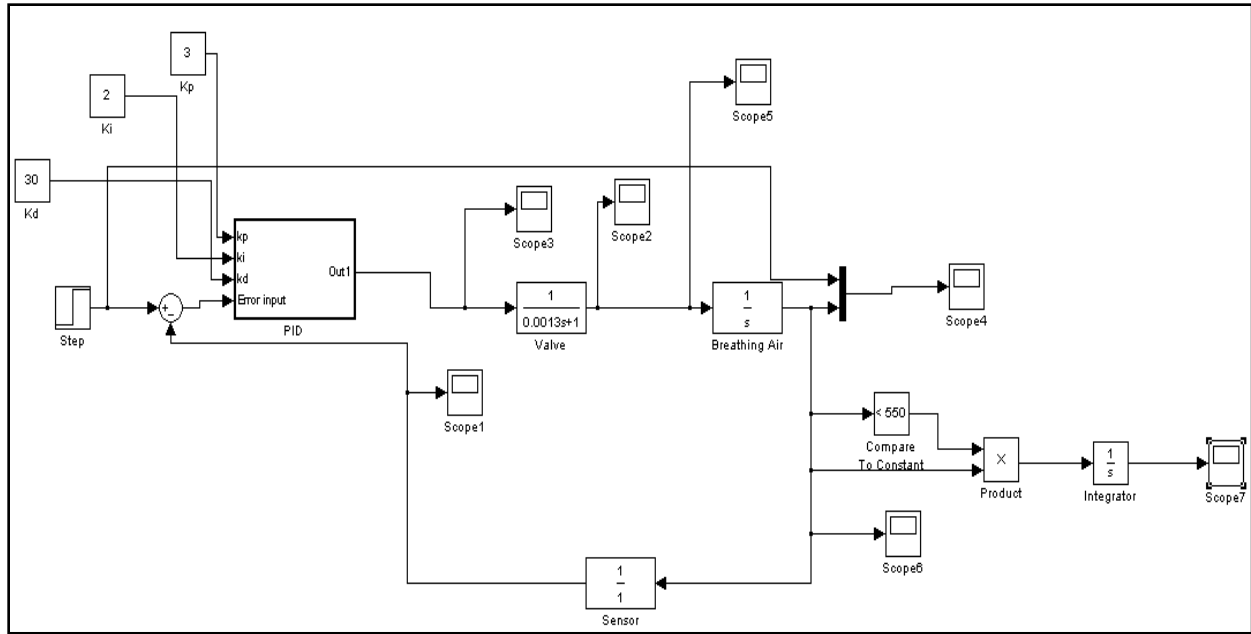 3
Kp
2
Ki
30
Kd
Scope5
Scope3
Scope2
kp
ki
kd
Error input
Out1
PID
Step
+
-
1
0.0013s+1
Valve
1
s
Breathing Air
Scope4
Scope1
< 550
Compare
To Constant
X
Product
1
s
Integrator
Scope7
Scope6
1
1
Sensor